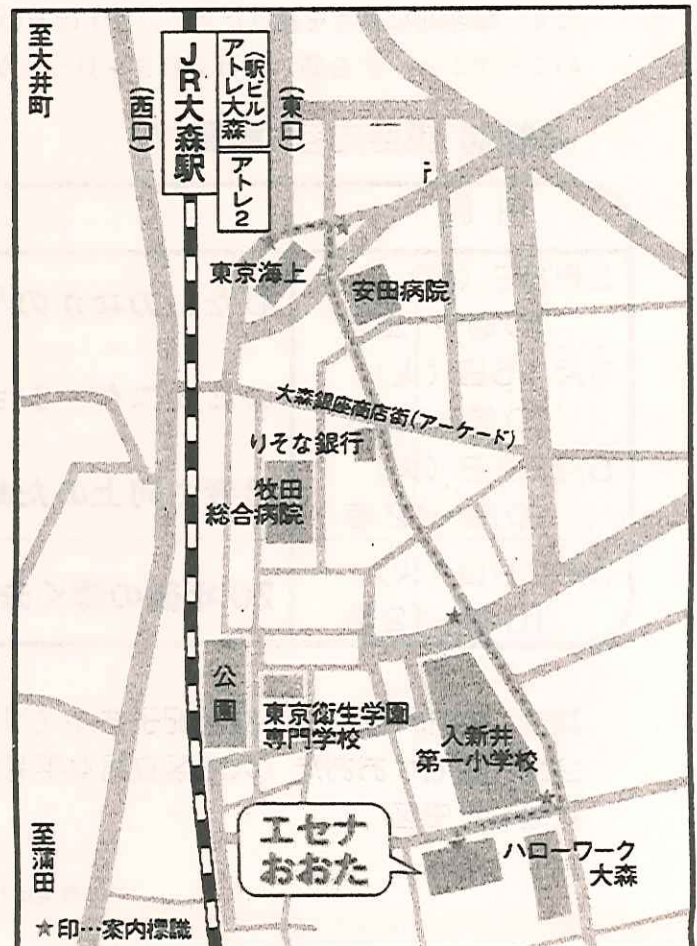 至大井町
(西口)
JR大森駅
(駅ビル)
アトレ大森
アトレ2
(東口)
東京海上
安田病院
大森銀座商店街(アーケード)
りそな銀行
牧田
総合病院
公園
東京衛生学園
専門学校
入新井
第一小学校
エセナ
おおた
ハローワーク
大森
至蒲田
★印…案内標識